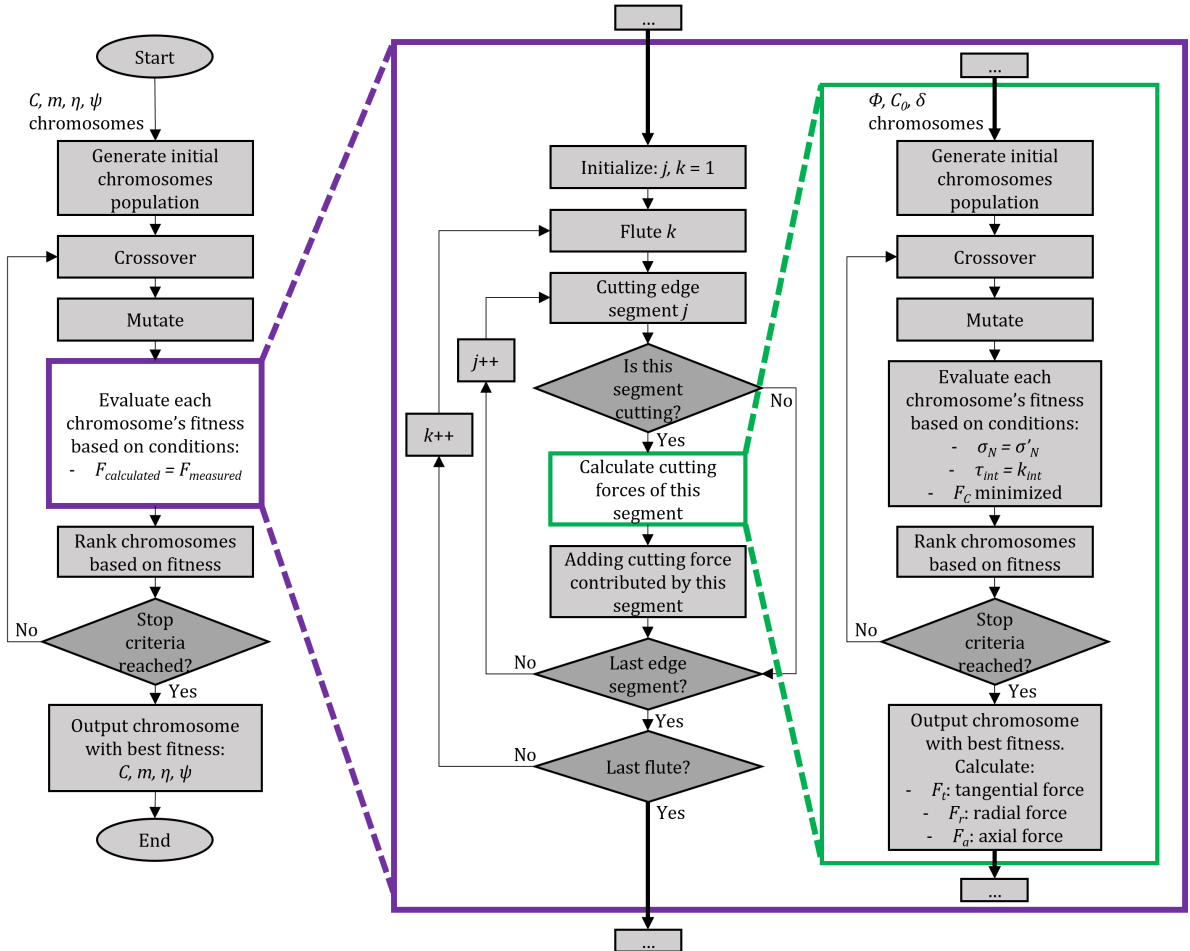 Start
C, m, η, ψ
chromosomes
Generate initial
chromosomes
population
Crossover
Mutate
Evaluate each
chromosome’s fitness
based on conditions:
- F_calculated = F_measured
Rank chromosomes
based on fitness
No
Stop
criteria
reached?
Yes
Output chromosome
with best fitness:
C, m, η, ψ
End
...
Initialize: j, k = 1
Flute k
Cutting edge
segment j
j++
k++
Is this
segment
cutting?
No
Yes
Calculate cutting
forces of this
segment
Adding cutting force
contributed by this
segment
No
Last edge
segment?
Yes
No
Last flute?
Yes
...
...
Φ, C_0, δ
chromosomes
Generate initial
chromosomes
population
Crossover
Mutate
Evaluate each
chromosome’s fitness
based on conditions:
- σ_N = σ’_N
- τ_int = k_int
- F_C minimized
Rank chromosomes
based on fitness
No
Stop
criteria
reached?
Yes
Output chromosome
with best fitness.
Calculate:
- F_t: tangential force
- F_r: radial force
- F_a: axial force
...